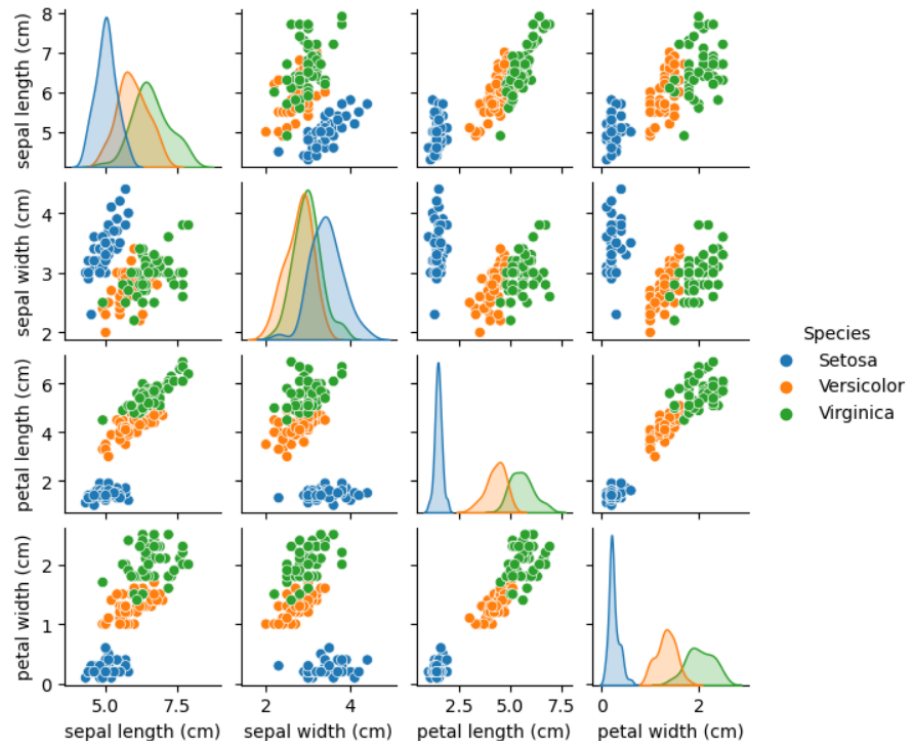 sepal length (cm)
8
7
6
5
sepal width (cm)
4
3
2
petal length (cm)
6
4
2
petal width (cm)
2
1
0
5.0 7.5
sepal length (cm)
2 4
sepal width (cm)
2.5 5.0 7.5
petal length (cm)
0 2
petal width (cm)
Species
Setosa
Versicolor
Virginica